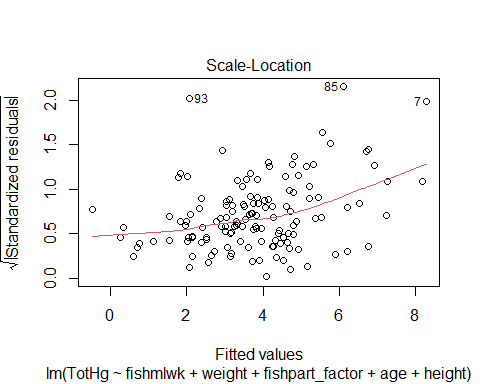 Scale-Location
√|Standardized residuals|
2.0
1.5
1.0
0.5
0.0
93
85
7
0 2 4 6 8
Fitted values
lm(TotHg ~ fishmlwk + weight + fishpart_factor + age + height)